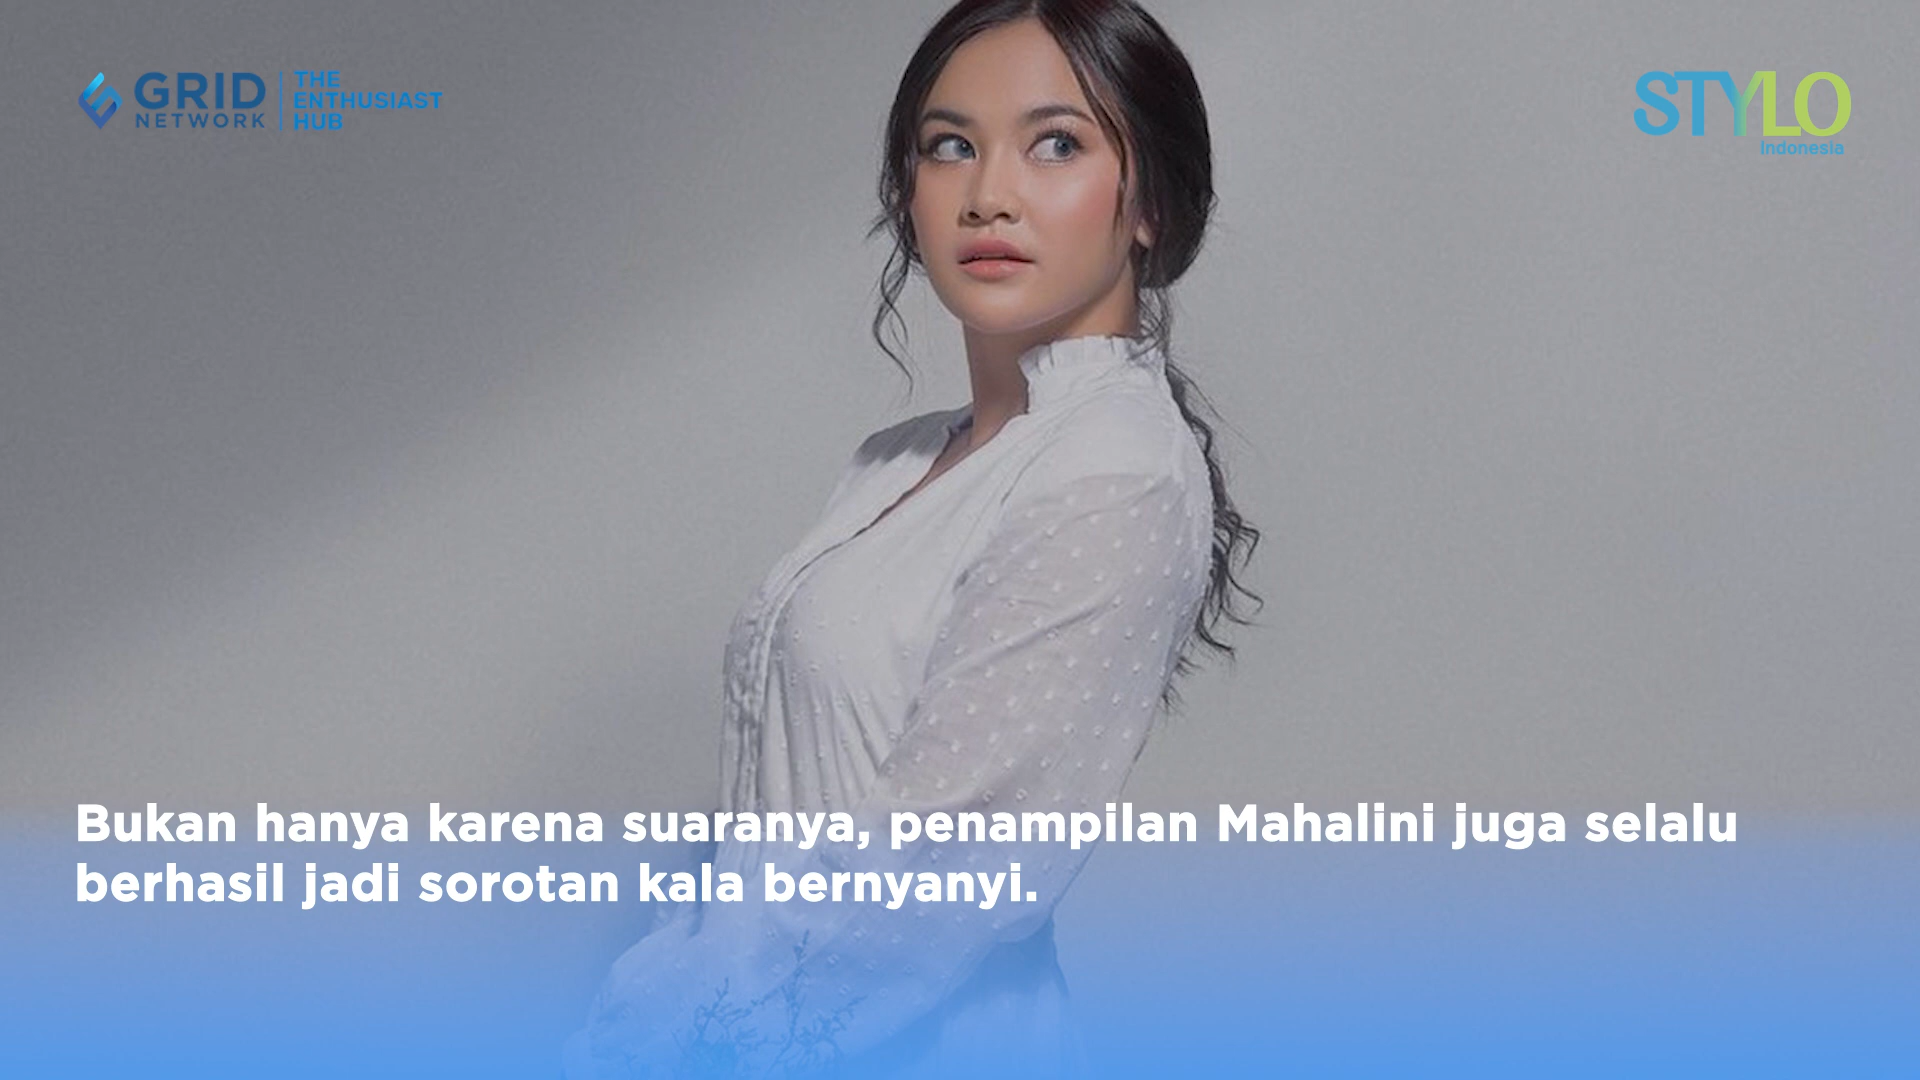 GRID
NETWORK
THE
ENTHUSIAST
HUB
STYLO
Indonesia
Bukan hanya karena suaranya, penampilan Mahalini juga selalu
berhasil jadi sorotan kala bernyanyi.